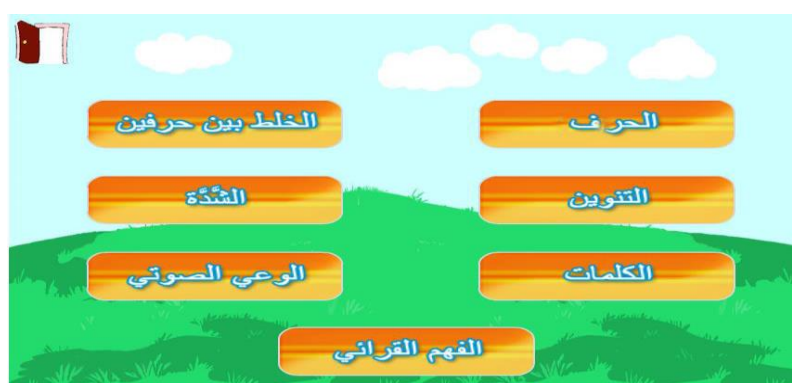 الحرف
الخلط بين حرفين
التنوين
الشَّدَّة
الكلمات
الوعي الصوتي
الفهم القرائي